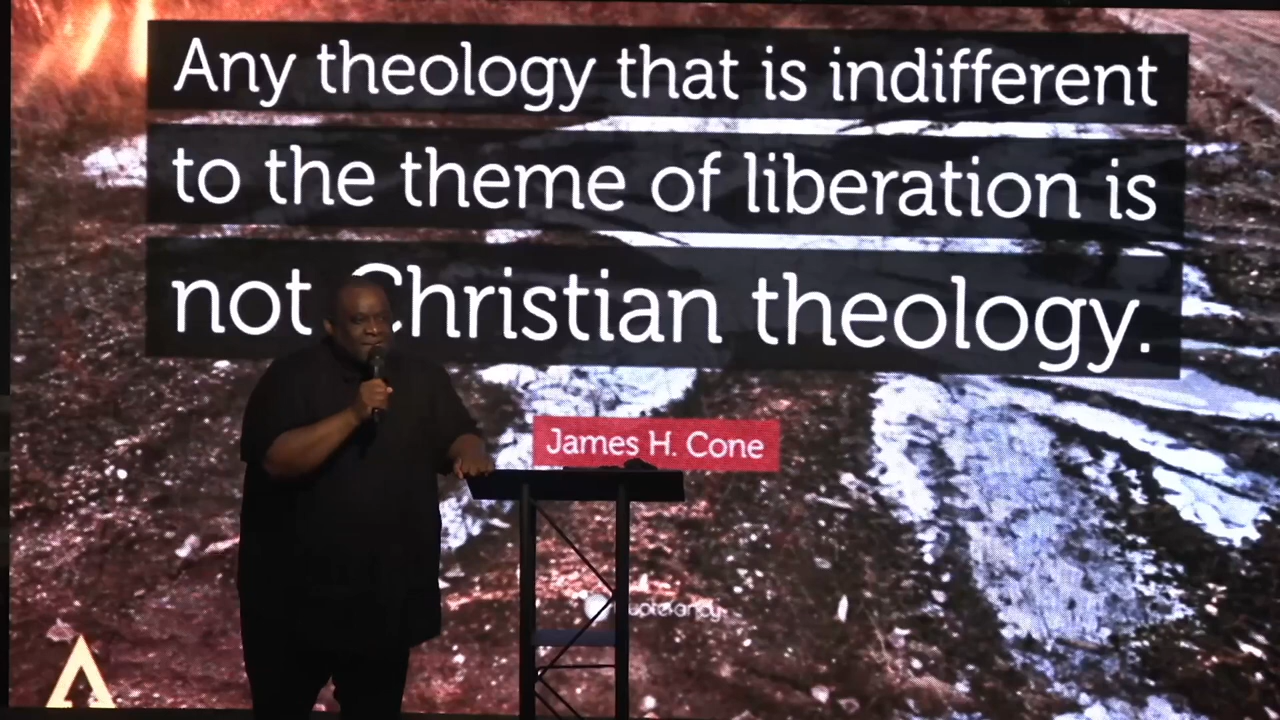 Any theology that is indifferent
to the theme of liberation is
not Christian theology.
James H. Cone